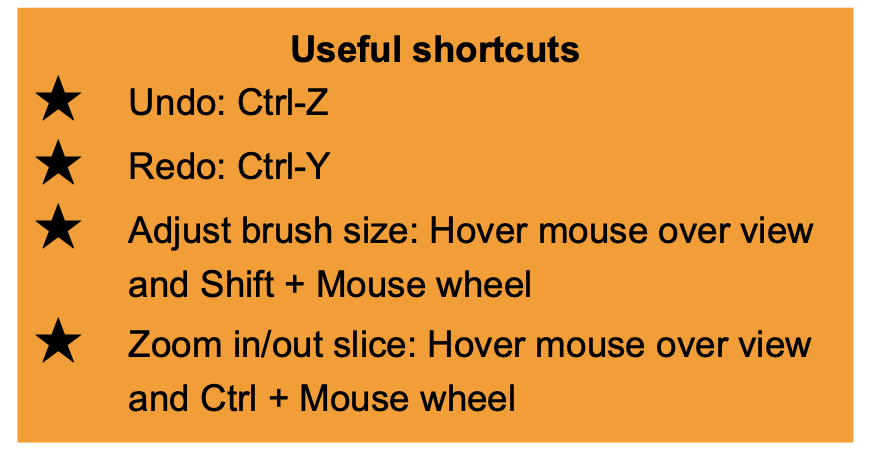 Useful shortcuts
Undo: Ctrl-Z
Redo: Ctrl-Y
Adjust brush size: Hover mouse over view
and Shift + Mouse wheel
Zoom in/out slice: Hover mouse over view
and Ctrl + Mouse wheel